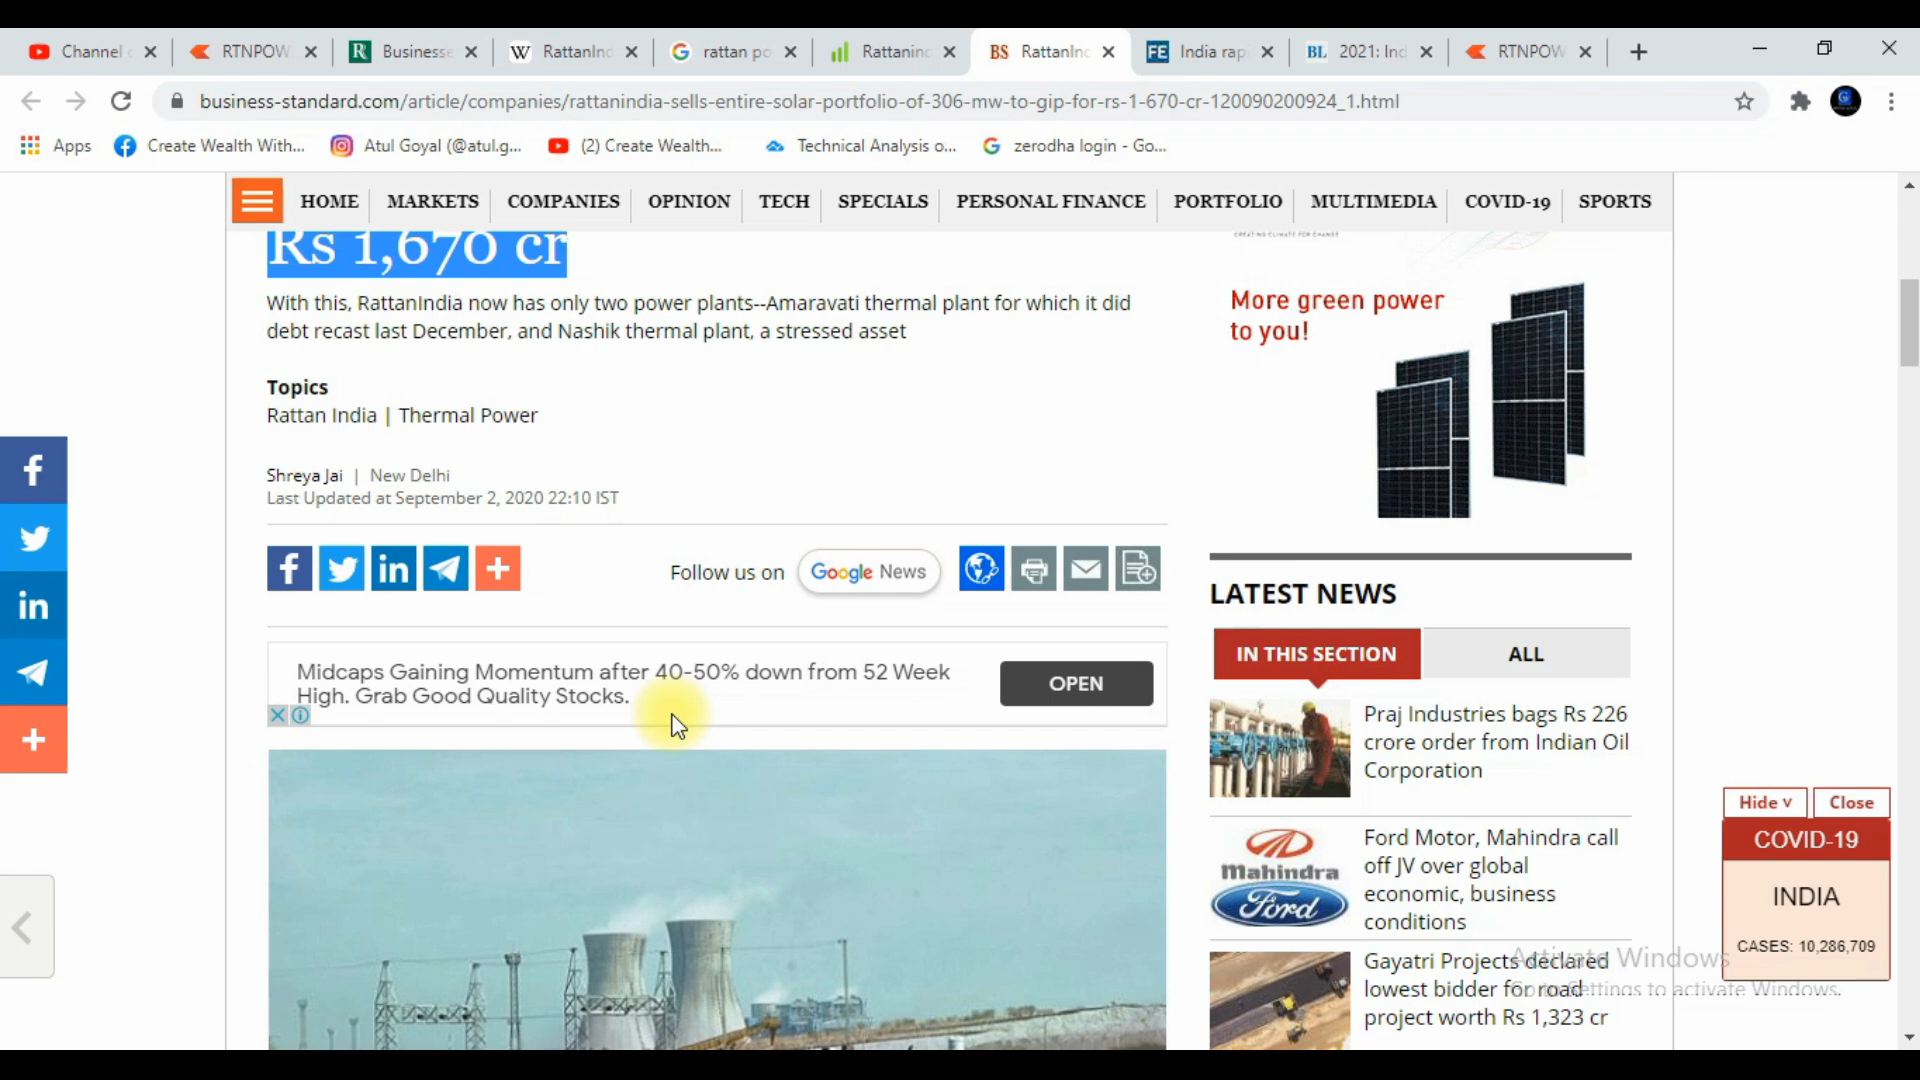 Channel
RTNPOW
Businesse
RattanInd
rattan po
Rattaninc
BS RattanInc
FE India rap
BL 2021: Ind
RTNPOW
business-standard.com/article/companies/rattanindia-sells-entire-solar-portfolio-of-306-mw-to-gip-for-rs-1-670-cr-120090200924_1.html
Apps
Create Wealth With...
Atul Goyal (@atul.g...
(2) Create Wealth...
Technical Analysis o...
zerodha login - Go...
HOME
MARKETS
COMPANIES
OPINION
TECH
SPECIALS
PERSONAL FINANCE
PORTFOLIO
MULTIMEDIA
COVID-19
SPORTS
Rs 1,670 cr
With this, RattanIndia now has only two power plants--Amaravati thermal plant for which it did
debt recast last December, and Nashik thermal plant, a stressed asset
Topics
Rattan India | Thermal Power
Shreya Jai | New Delhi
Last Updated at September 2, 2020 22:10 IST
Follow us on Google News
Midcaps Gaining Momentum after 40-50% down from 52 Week
High. Grab Good Quality Stocks.
OPEN
CREATING CLIMATE FOR CHANGE
More green power
to you!
LATEST NEWS
IN THIS SECTION
ALL
Praj Industries bags Rs 226
crore order from Indian Oil
Corporation
mahindra
Ford
Ford Motor, Mahindra call
off JV over global
economic, business
conditions
Gayatri Projects declared
lowest bidder for road
project worth Rs 1,323 cr
Hide v
Close
COVID-19
INDIA
CASES: 10,286,709
Activate Windows
Go to Settings to activate Windows.